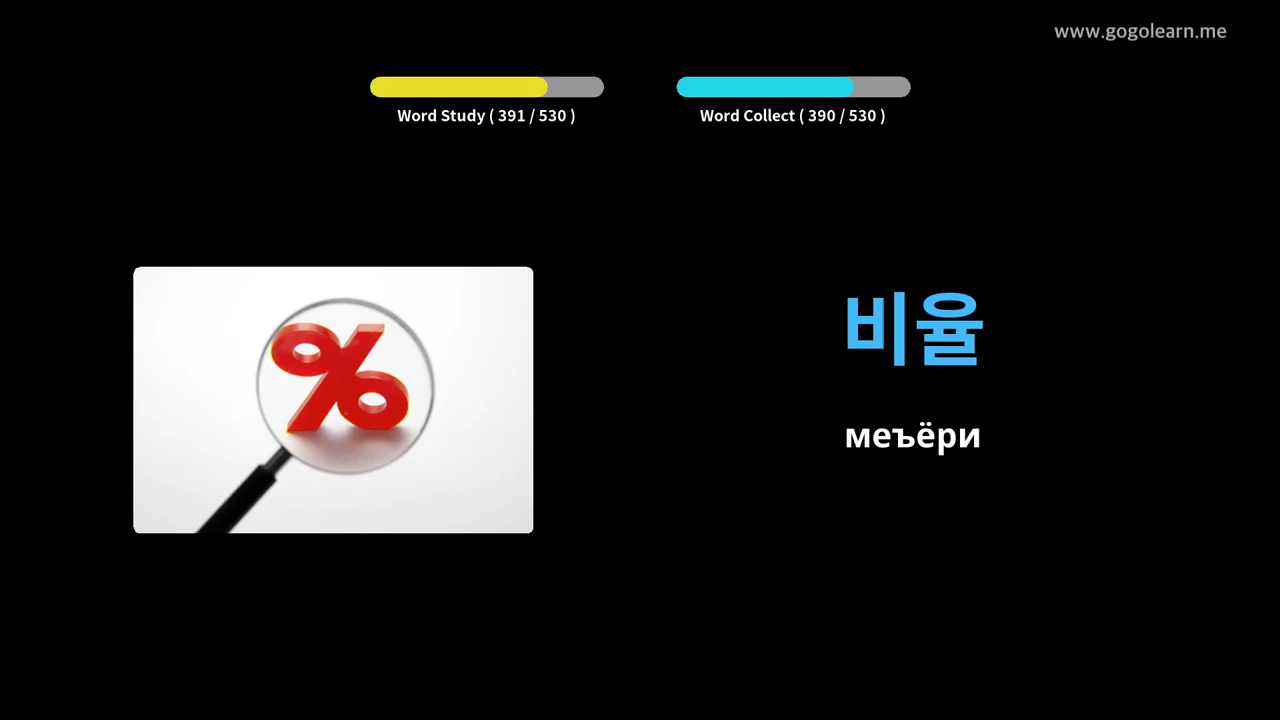 www.gogolearn.me
Word Study ( 391 / 530 )
Word Collect ( 390 / 530 )
%
비율
меъёри